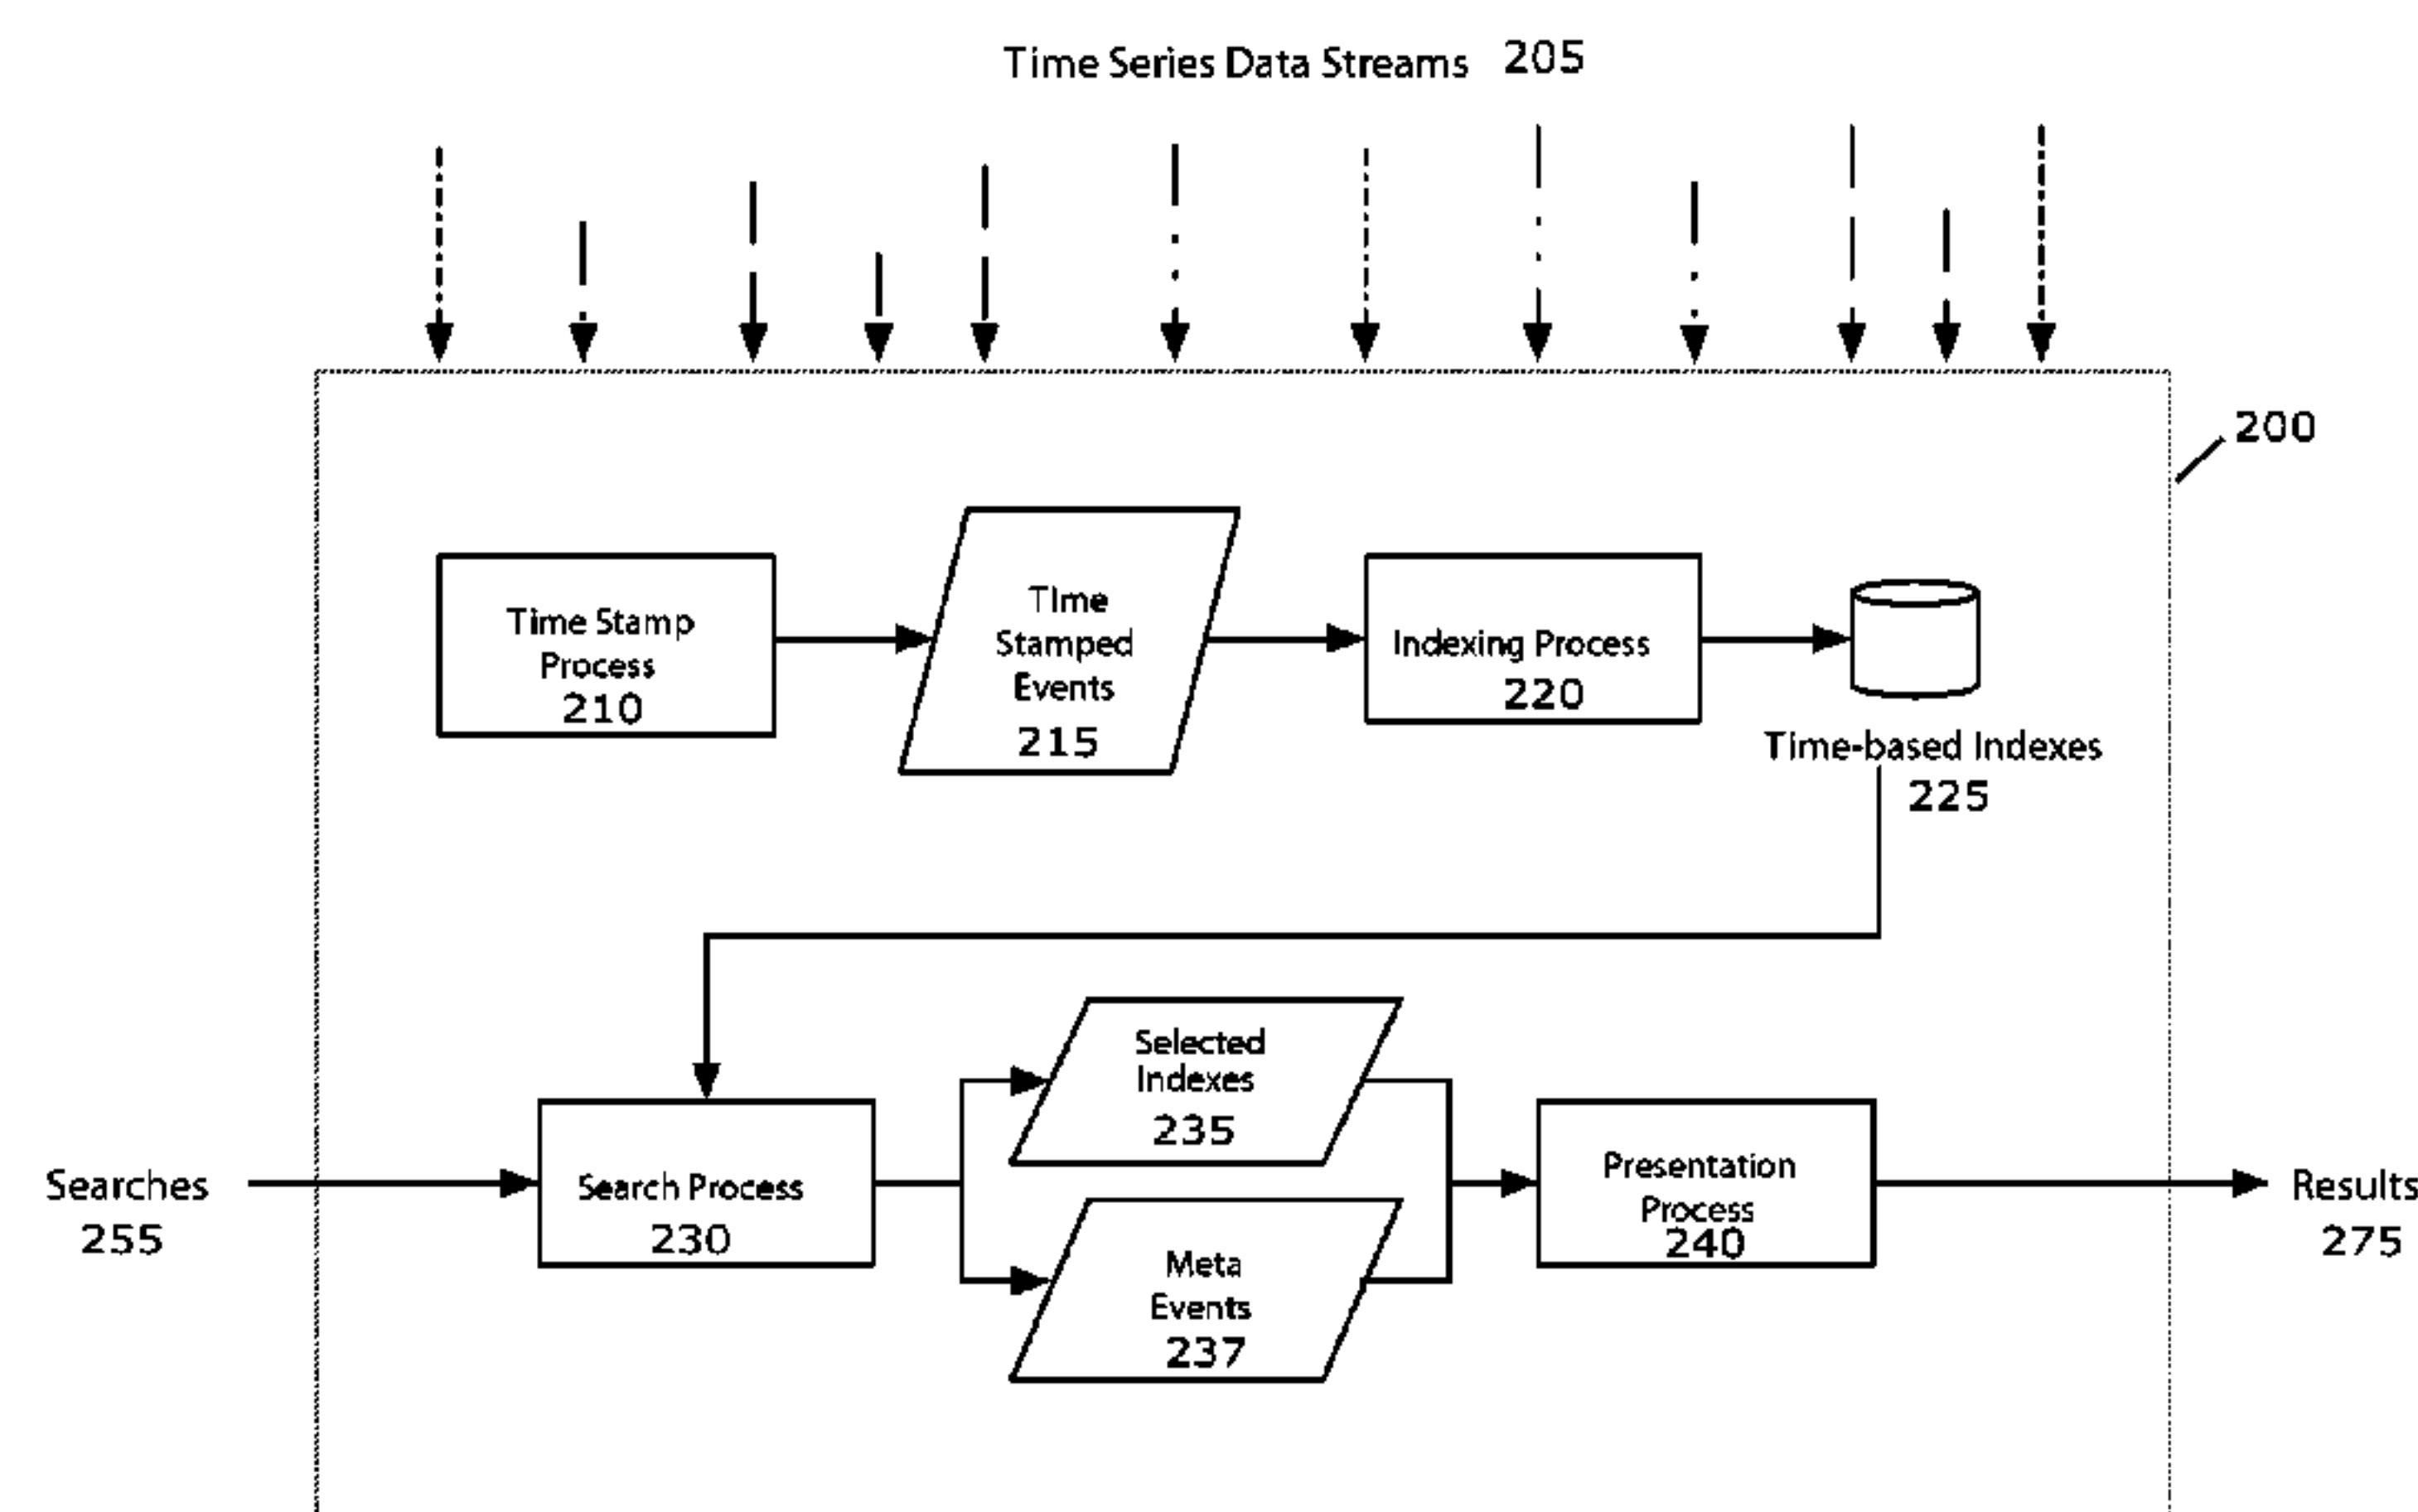 Time Series Data Streams 205
200
Time Stamp
Process
210
TIme
Stamped
Events
215
Indexing Process
220
Time-based Indexes
225
Selected
Indexes
235
Searches
255
Search Process
230
Meta
Events
237
Presentation
Process
240
Results
275